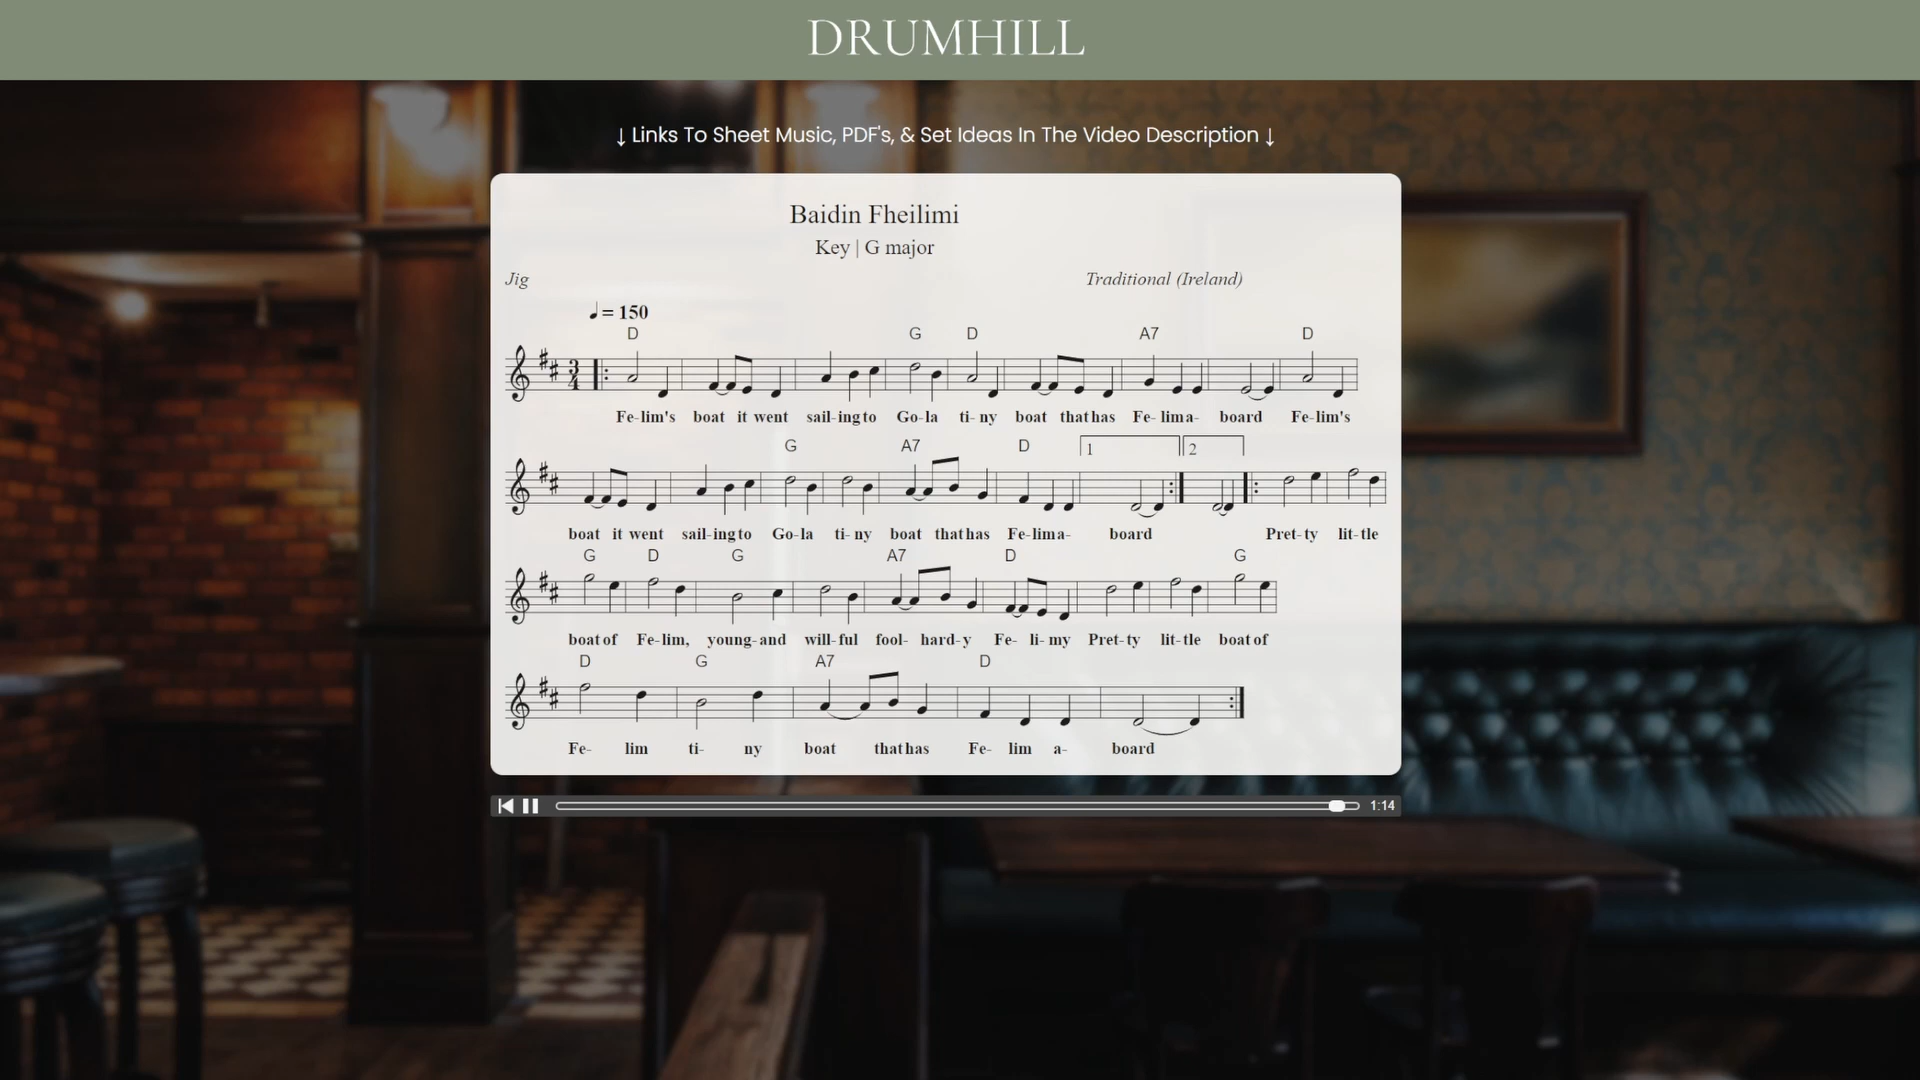 DRUMHILL
↓ Links To Sheet Music, PDF's, & Set Ideas In The Video Description ↓
Baidin Fheilimi
Key | G major
Jig
Traditional (Ireland)
♩ = 150
D G D A7 D
3
4
Fe-lim's boat it went sail-ing to Go-la ti-ny boat that has Fe-lim a- board Fe-lim's
G A7 D 1 2
boat it went sail-ing to Go-la ti-ny boat that has Fe-lim a- board Pret-ty lit-tle
G D G A7 D G
boat of Fe-lim, young-and will-ful fool- hard-y Fe- li-my Pret-ty lit-tle boat of
D G A7 D
Fe- lim ti- ny boat that has Fe- lim a- board
1:14